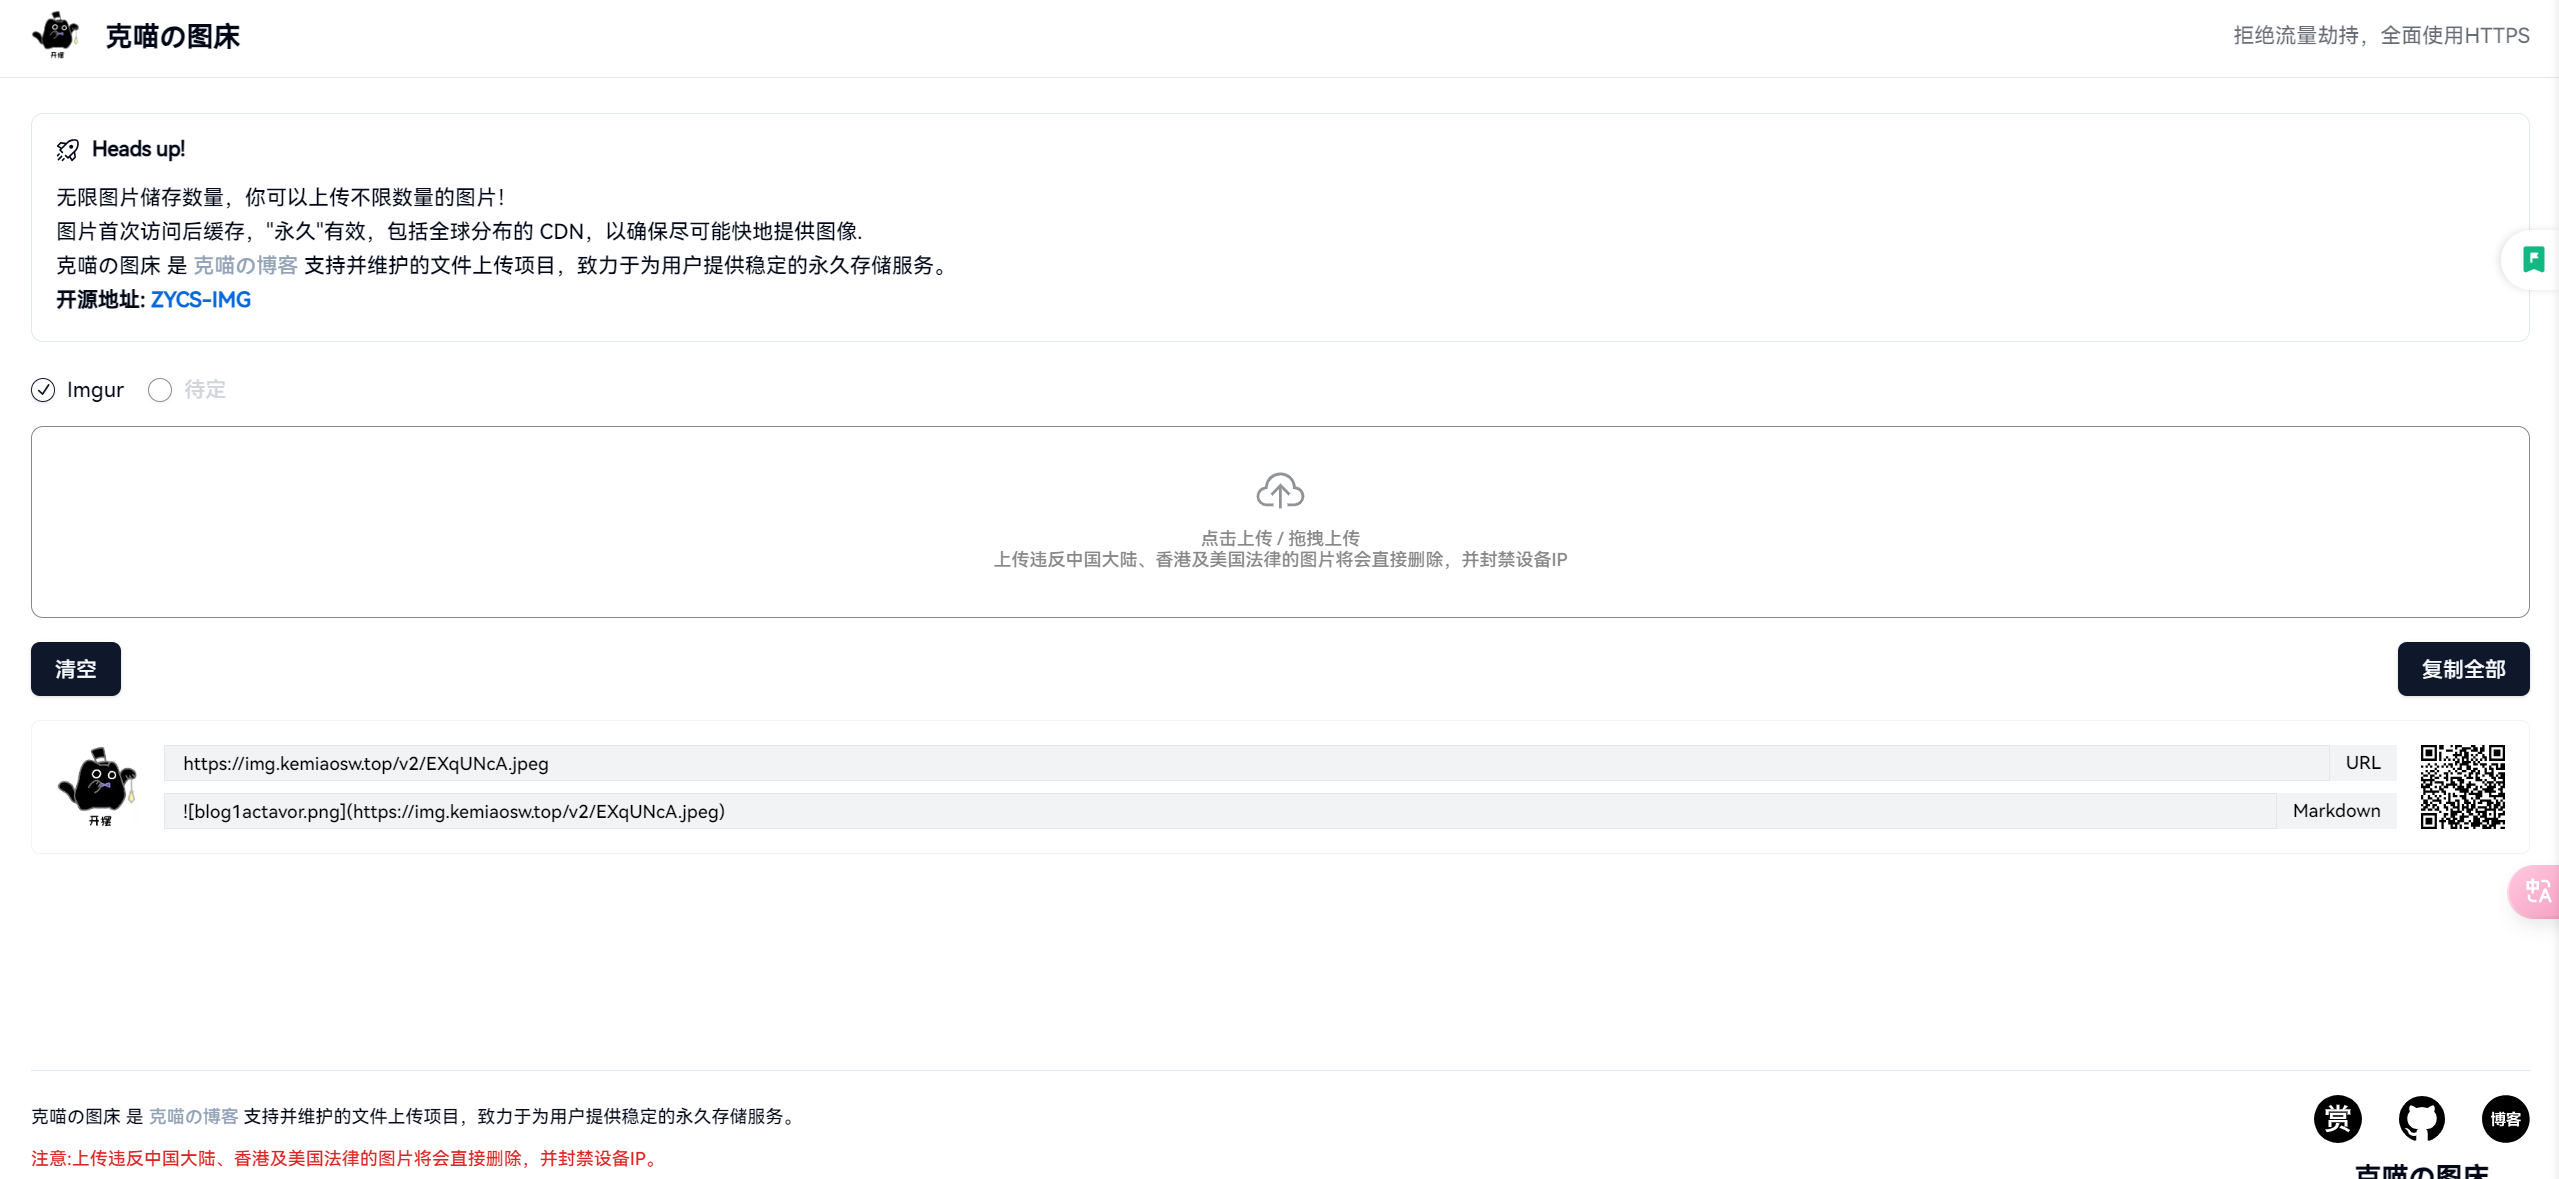 开摆
克喵の图床
拒绝流量劫持，全面使用HTTPS
Heads up!
无限图片储存数量，你可以上传不限数量的图片！
图片首次访问后缓存，"永久"有效，包括全球分布的 CDN，以确保尽可能快地提供图像.
克喵の图床 是 克喵の博客 支持并维护的文件上传项目，致力于为用户提供稳定的永久存储服务。
开源地址: ZYCS-IMG
Imgur
待定
点击上传 / 拖拽上传
上传违反中国大陆、香港及美国法律的图片将会直接删除，并封禁设备IP
清空
复制全部
开摆
https://img.kemiaosw.top/v2/EXqUNcA.jpeg
URL
![blog1actavor.png](https://img.kemiaosw.top/v2/EXqUNcA.jpeg)
Markdown
中A
克喵の图床 是 克喵の博客 支持并维护的文件上传项目，致力于为用户提供稳定的永久存储服务。
注意:上传违反中国大陆、香港及美国法律的图片将会直接删除，并封禁设备IP。
赏
博客
克喵の图床